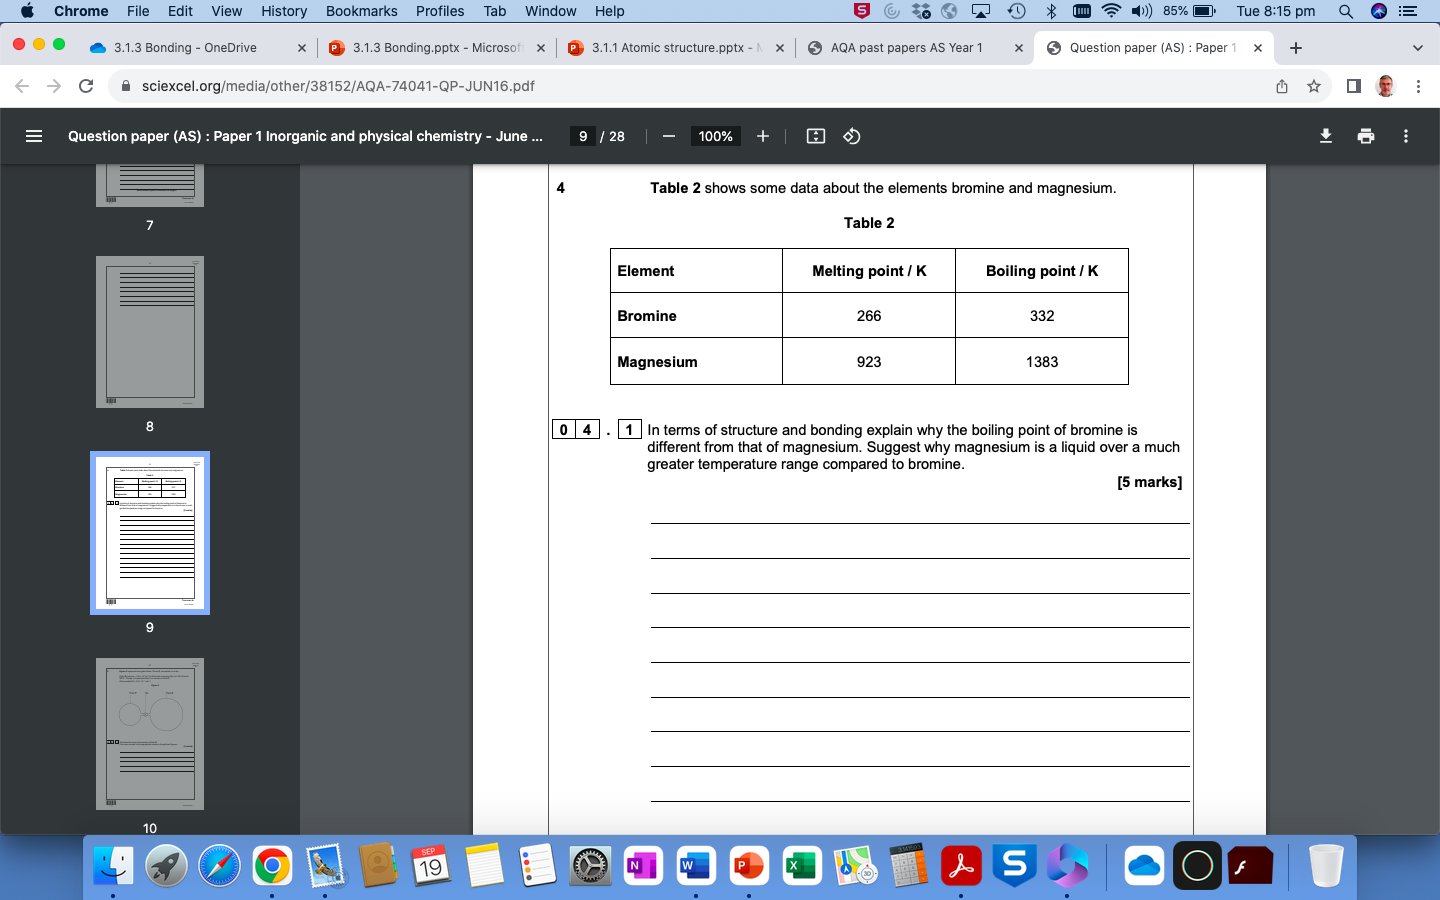 Chrome File Edit View History Bookmarks Profiles Tab Window Help 85% Tue 8:15 pm
3.1.3 Bonding - OneDrive 3.1.3 Bonding.pptx - Microsof 3.1.1 Atomic structure.pptx - AQA past papers AS Year 1 Question paper (AS) : Paper 1
sciexcel.org/media/other/38152/AQA-74041-QP-JUN16.pdf
Question paper (AS) : Paper 1 Inorganic and physical chemistry - June ... 9 / 28 100%
7
8
9
10
4 Table 2 shows some data about the elements bromine and magnesium.
Table 2
Element Melting point / K Boiling point / K
Bromine 266 332
Magnesium 923 1383
0 4 . 1 In terms of structure and bonding explain why the boiling point of bromine is
different from that of magnesium. Suggest why magnesium is a liquid over a much
greater temperature range compared to bromine.
[5 marks]
SEP
19